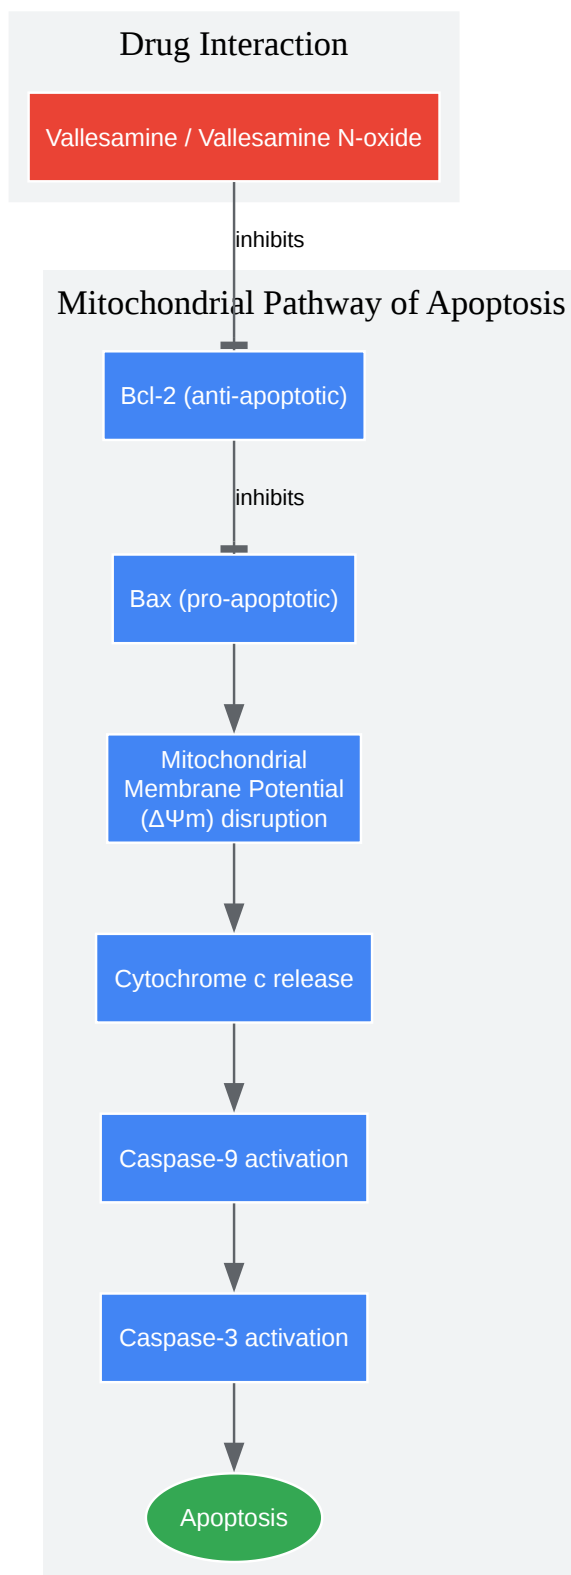 Drug Interaction
Vallesamine / Vallesamine N-oxide
inhibits
Mitochondrial Pathway of Apoptosis
Bcl-2 (anti-apoptotic)
inhibits
Bax (pro-apoptotic)
Mitochondrial
Membrane Potential
(ΔΨm) disruption
Cytochrome c release
Caspase-9 activation
Caspase-3 activation
Apoptosis